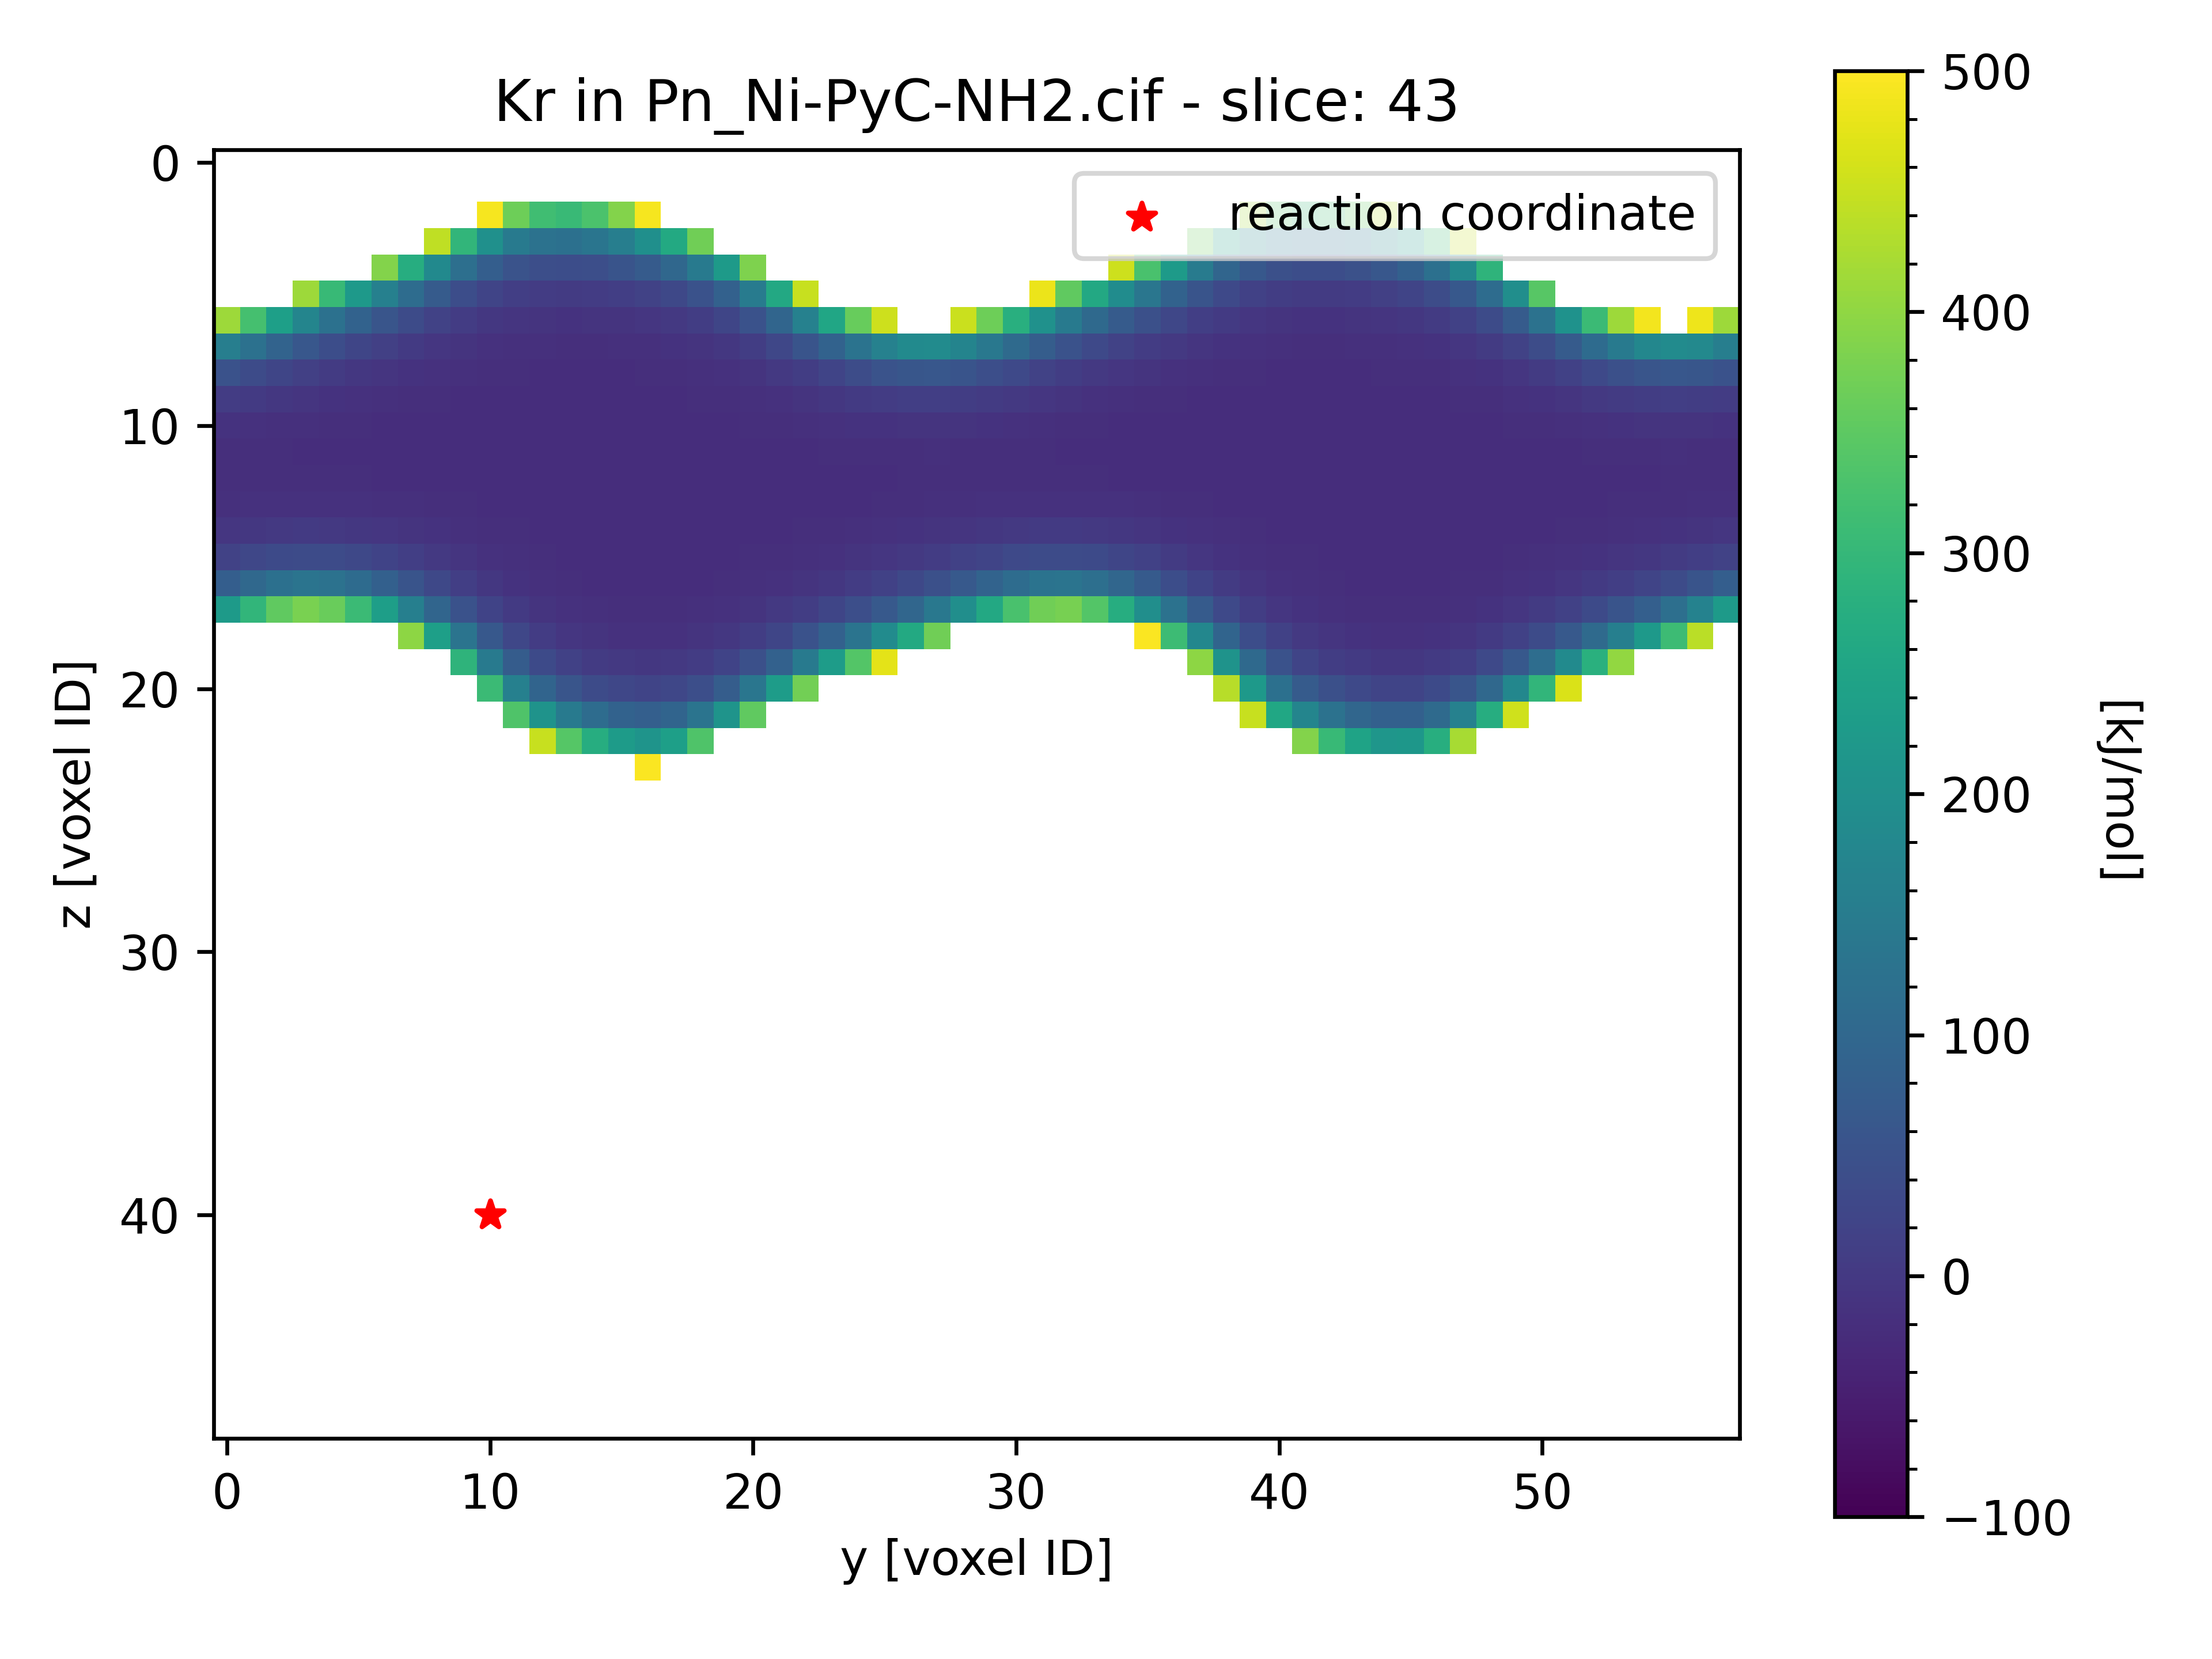 Kr in Pn_Ni-PyC-NH2.cif - slice: 43
reaction coordinate
0
10
20
30
40
z [voxel ID]
0 10 20 30 40 50
y [voxel ID]
500
400
300
200
100
0
−100
[kJ/mol]